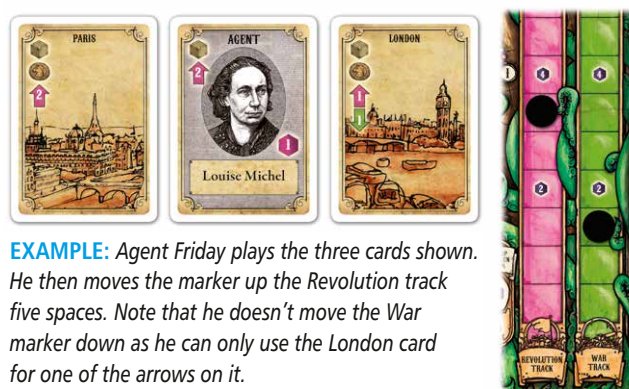 PARIS
2
AGENT
2
1
Louise Michel
LONDON
1
1
EXAMPLE: Agent Friday plays the three cards shown.
He then moves the marker up the Revolution track
five spaces. Note that he doesn’t move the War
marker down as he can only use the London card
for one of the arrows on it.
4
4
2
2
REVOLUTION
TRACK
WAR
TRACK